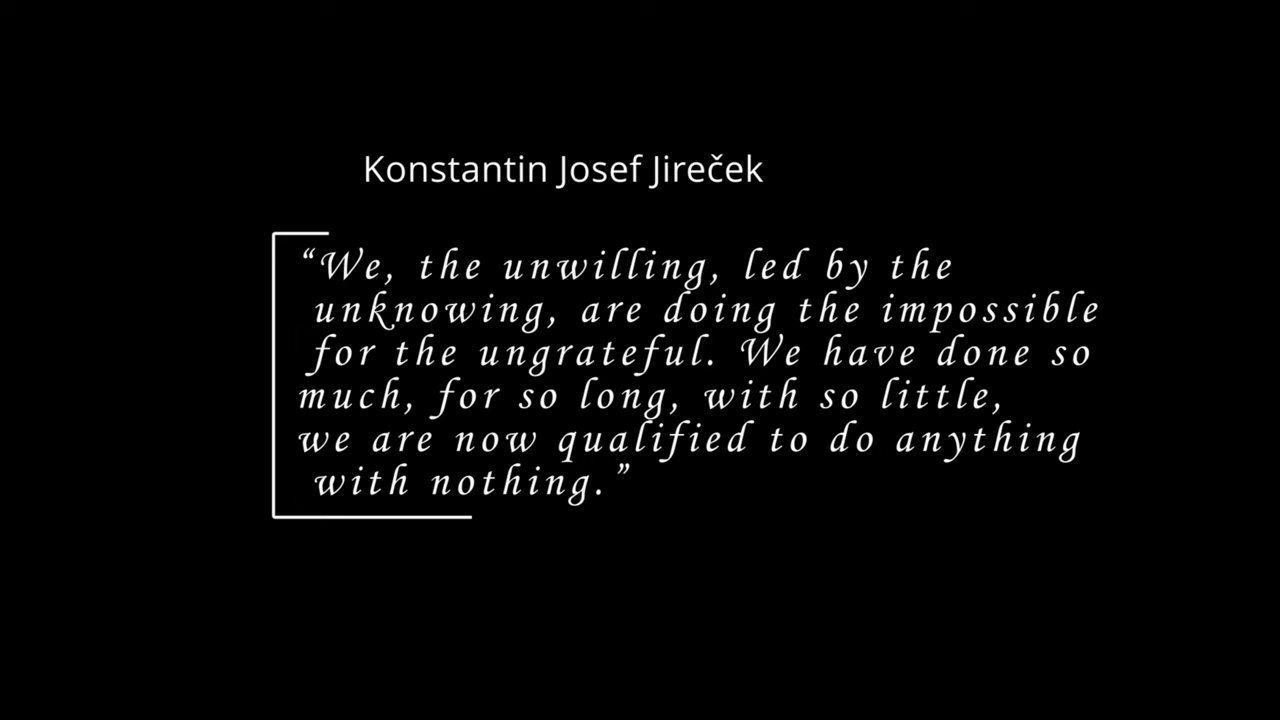 Konstantin Josef Jireček
“We, the unwilling, led by the
unknowing, are doing the impossible
for the ungrateful. We have done so
much, for so long, with so little,
we are now qualified to do anything
with nothing.”